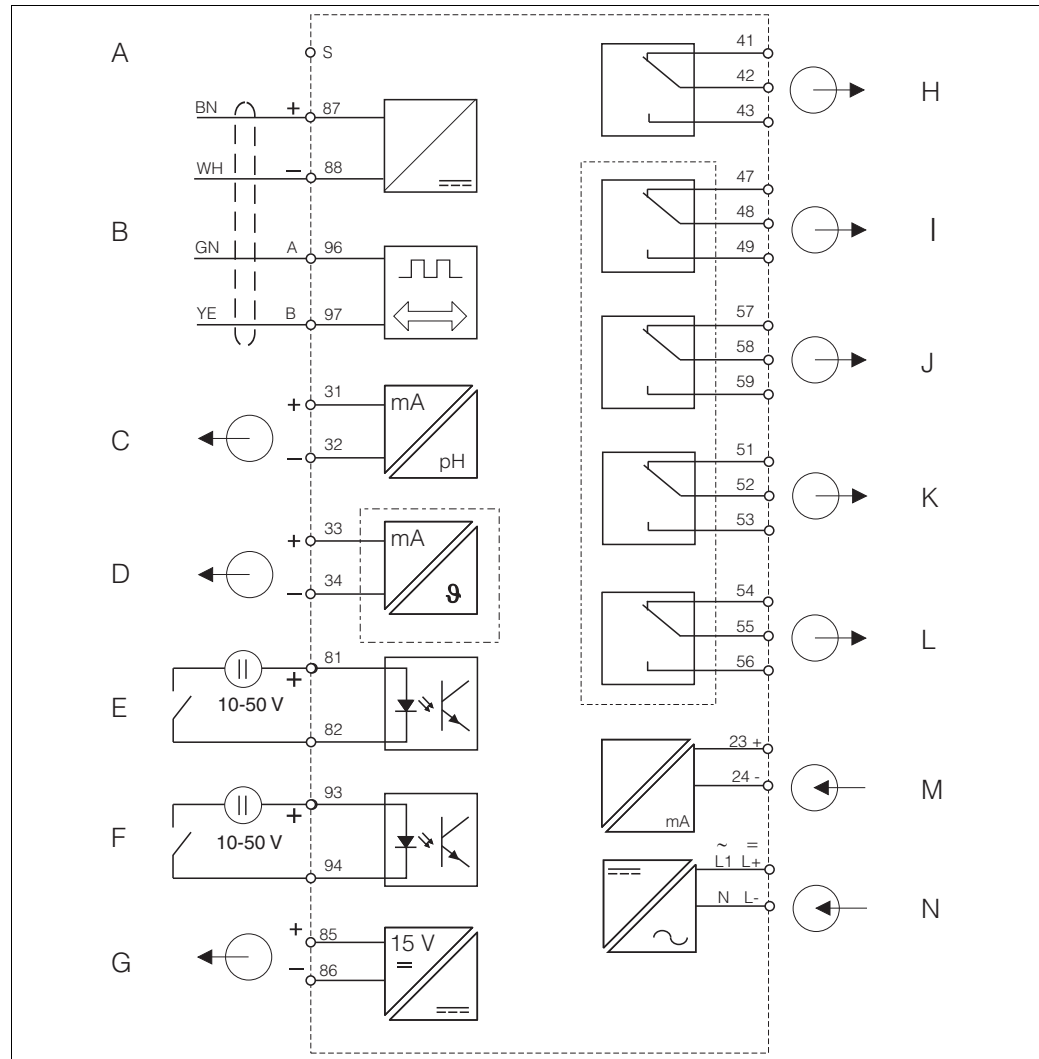 A
S
BN
+
87
WH
−
88
B
GN
A
96
YE
B
97
C
+
31
mA
−
32
pH
D
+
33
mA
−
34
ϑ
E
81
+
10-50 V
82
F
93
+
10-50 V
94
G
+
85
15 V
=
−
86
41
42
43
H
47
48
49
I
57
58
59
J
51
52
53
K
54
55
56
L
23 +
24 -
mA
M
~ =
L1 L+
N L-
N